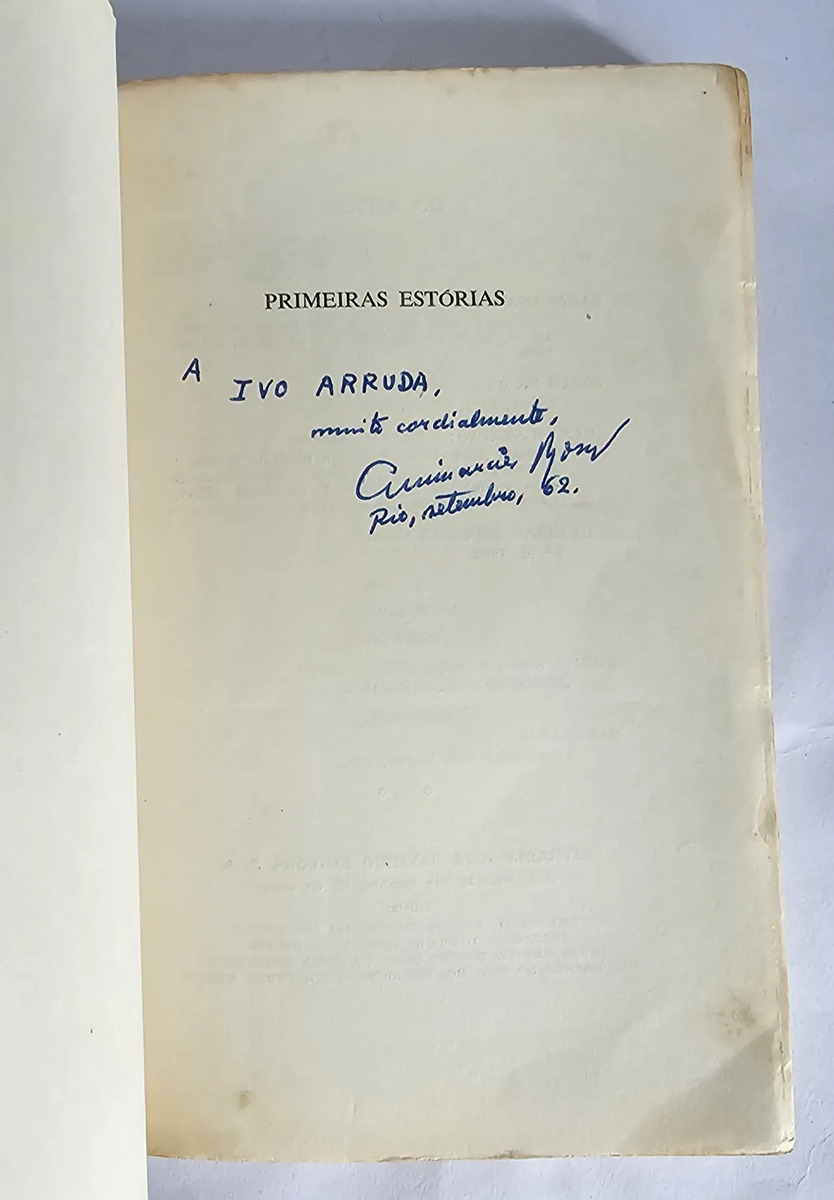 PRIMEIRAS ESTÓRIAS
A IVO ARRUDA,
muito cordialmente,
Guimarães Rosa
Rio, setembro, 62.